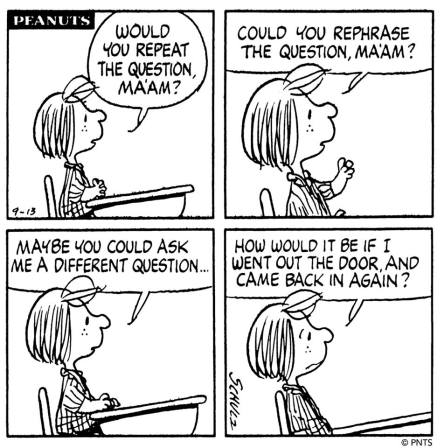 PEANUTS
WOULD
YOU REPEAT
THE QUESTION,
MA'AM?
9-13
COULD YOU REPHRASE
THE QUESTION, MA'AM?
MAYBE YOU COULD ASK
ME A DIFFERENT QUESTION...
HOW WOULD IT BE IF I
WENT OUT THE DOOR, AND
CAME BACK IN AGAIN?
SCHULZ
© PNTS